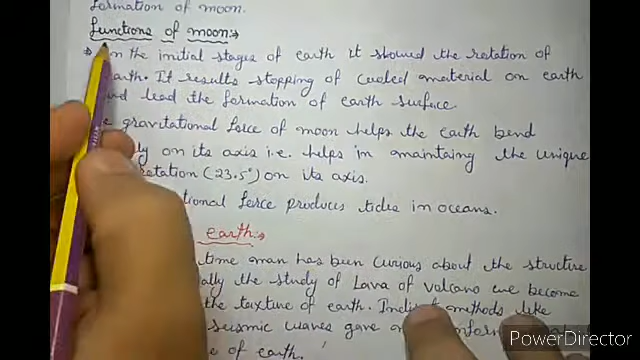 formation of moon.
Functions of moon:→
→ In the initial stages of earth it slowed the rotation of
earth. It results stopping of cooled material on earth
and lead the formation of earth surface.
gravitational force of moon helps the earth bend
on its axis i.e. helps in maintaing the unique
rotation (23.5°) on its axis.
tional force produces tides in oceans.
earth:→
time man has been curious about the structure
ally the study of Lava of volcano we become
the texture of earth. Indirect methods like
seismic waves gave
of earth.
PowerDirector